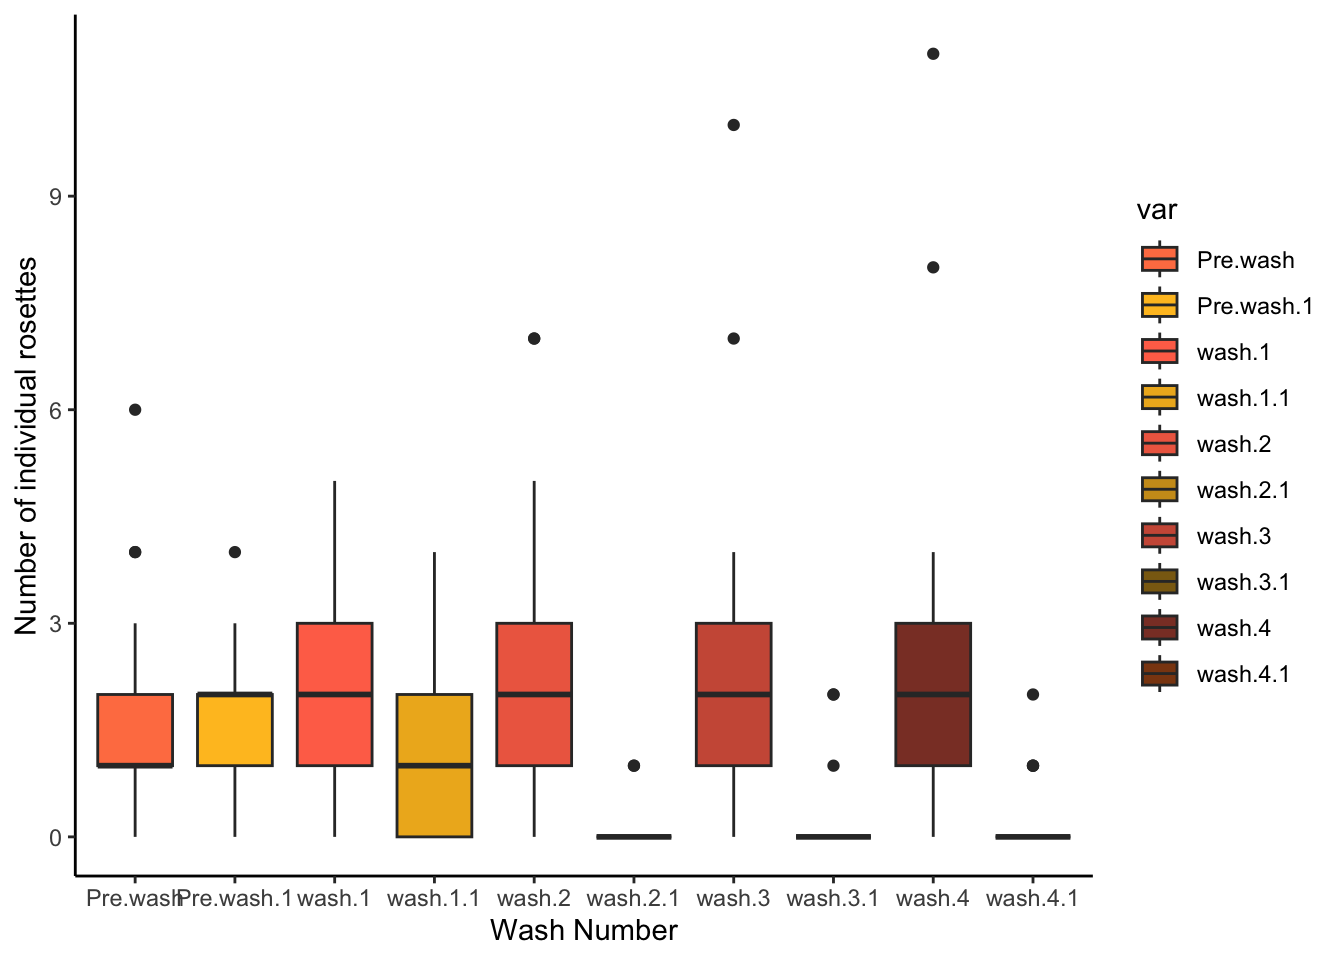 Number of individual rosettes
9
6
3
0
Pre.wash Pre.wash.1 wash.1 wash.1.1 wash.2 wash.2.1 wash.3 wash.3.1 wash.4 wash.4.1
Wash Number
var
Pre.wash
Pre.wash.1
wash.1
wash.1.1
wash.2
wash.2.1
wash.3
wash.3.1
wash.4
wash.4.1